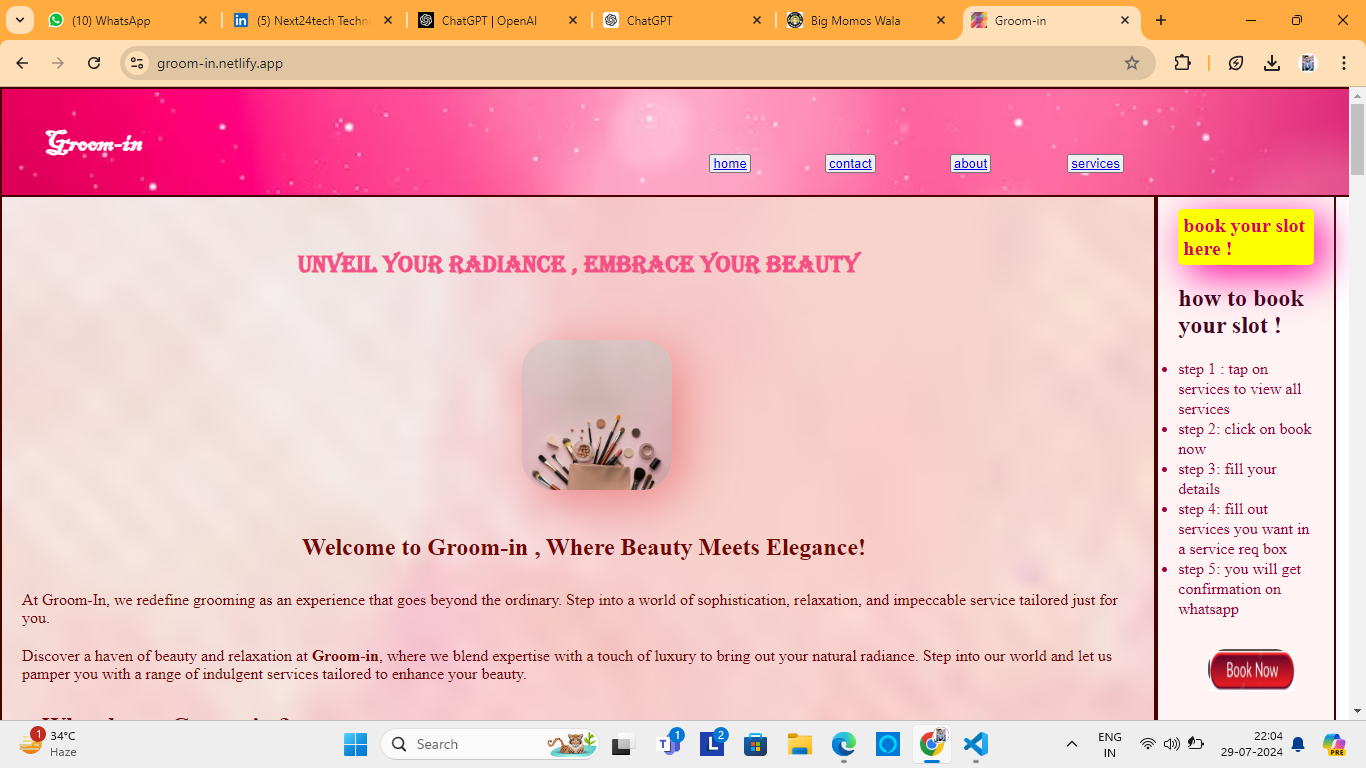 (10) WhatsApp
(5) Next24tech Techn
ChatGPT | OpenAI
ChatGPT
Big Momos Wala
Groom-in
groom-in.netlify.app
Groom-in
home
contact
about
services
UNVEIL YOUR RADIANCE , EMBRACE YOUR BEAUTY
Welcome to Groom-in , Where Beauty Meets Elegance!
At Groom-In, we redefine grooming as an experience that goes beyond the ordinary. Step into a world of sophistication, relaxation, and impeccable service tailored just for
you.
Discover a haven of beauty and relaxation at Groom-in, where we blend expertise with a touch of luxury to bring out your natural radiance. Step into our world and let us
pamper you with a range of indulgent services tailored to enhance your beauty.
book your slot
here !
how to book
your slot !
step 1 : tap on
services to view all
services
step 2: click on book
now
step 3: fill your
details
step 4: fill out
services you want in
a service req box
step 5: you will get
confirmation on
whatsapp
Book Now
1
34°C
Haze
Search
1
2
ENG
IN
22:04
29-07-2024
PRE